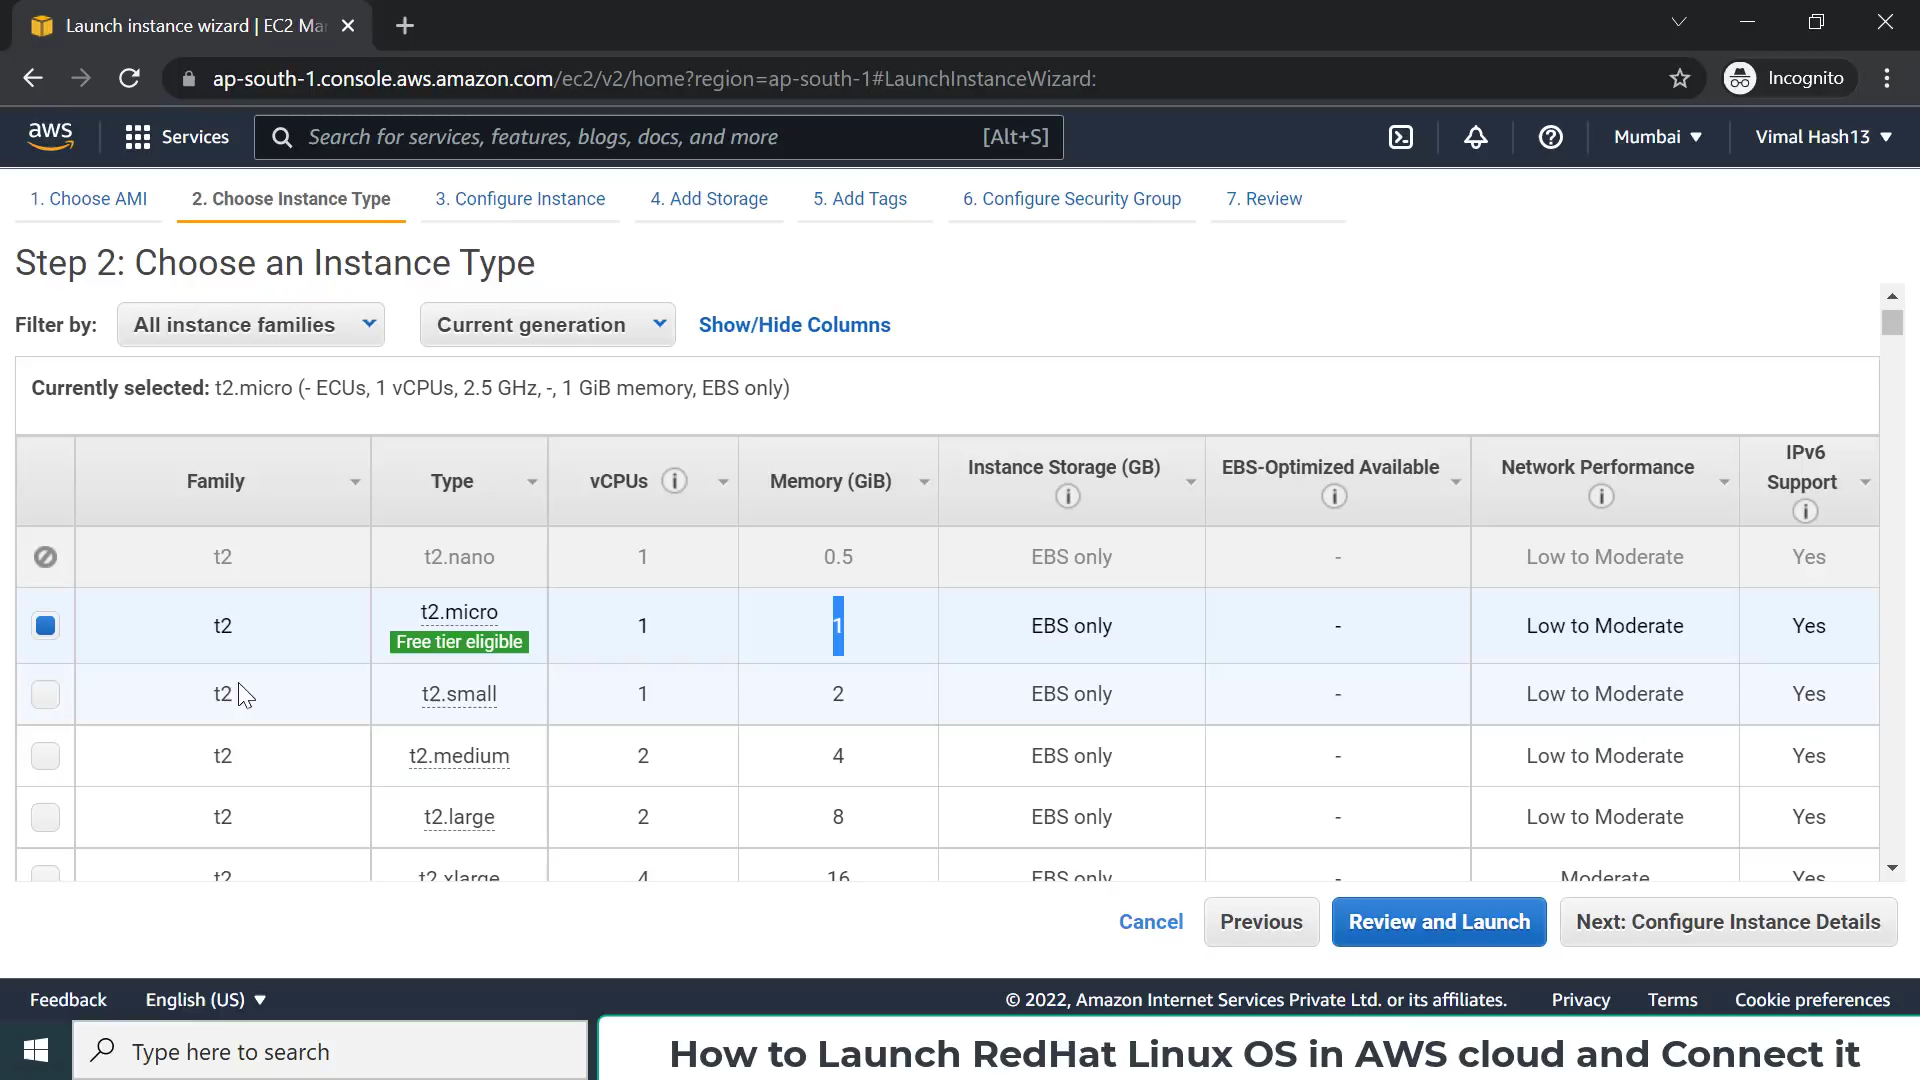 Launch instance wizard | EC2 Ma
ap-south-1.console.aws.amazon.com/ec2/v2/home?region=ap-south-1#LaunchInstanceWizard:
Incognito
aws
Services
Search for services, features, blogs, docs, and more
[Alt+S]
Mumbai
Vimal Hash13
1. Choose AMI
2. Choose Instance Type
3. Configure Instance
4. Add Storage
5. Add Tags
6. Configure Security Group
7. Review
Step 2: Choose an Instance Type
Filter by: All instance families Current generation Show/Hide Columns
Currently selected: t2.micro (- ECUs, 1 vCPUs, 2.5 GHz, -, 1 GiB memory, EBS only)
Family Type vCPUs Memory (GiB) Instance Storage (GB) EBS-Optimized Available Network Performance IPv6 Support
t2 t2.nano 1 0.5 EBS only - Low to Moderate Yes
t2 t2.micro Free tier eligible 1 1 EBS only - Low to Moderate Yes
t2 t2.small 1 2 EBS only - Low to Moderate Yes
t2 t2.medium 2 4 EBS only - Low to Moderate Yes
t2 t2.large 2 8 EBS only - Low to Moderate Yes
t2 t2.xlarge 4 16 EBS only - Moderate Yes
Cancel Previous Review and Launch Next: Configure Instance Details
Feedback English (US) © 2022, Amazon Internet Services Private Ltd. or its affiliates. Privacy Terms Cookie preferences
Type here to search
How to Launch RedHat Linux OS in AWS cloud and Connect it